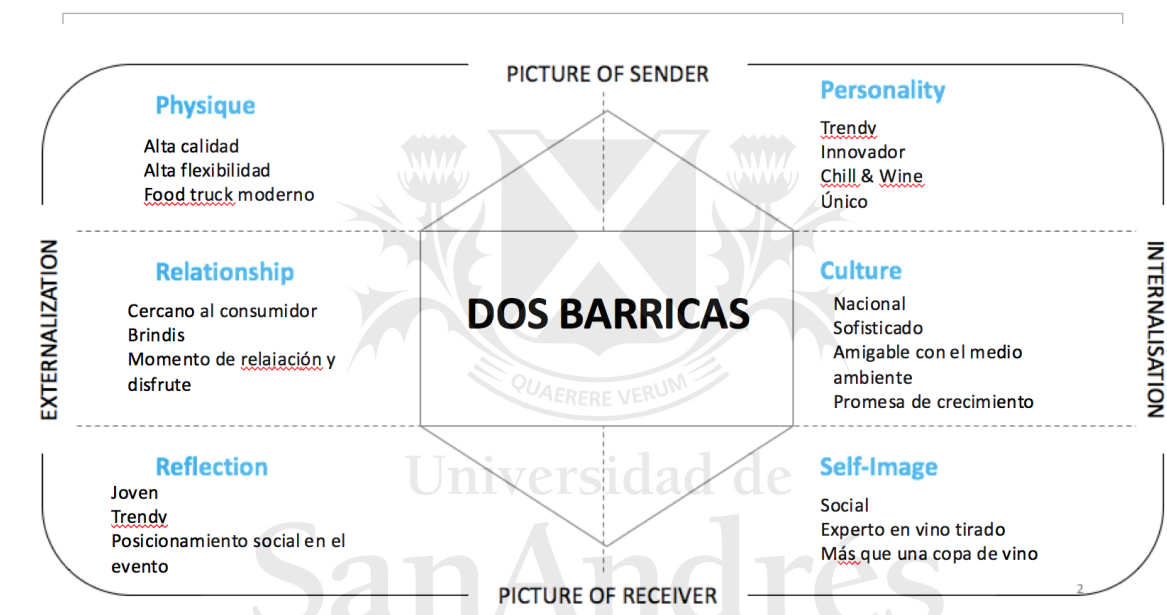 PICTURE OF SENDER
Physique
Alta calidad
Alta flexibilidad
Food truck moderno
Personality
Trendy
Innovador
Chill & Wine
Único
EXTERNALIZATION
Relationship
Cercano al consumidor
Brindis
Momento de relajación y
disfrute
DOS BARRICAS
QUAERERE VERUM
Culture
Nacional
Sofisticado
Amigable con el medio
ambiente
Promesa de crecimiento
INTERNALISATION
Reflection
Joven
Trendy
Posicionamiento social en el
evento
Universidad de
SanAndrés
Self-Image
Social
Experto en vino tirado
Más que una copa de vino
PICTURE OF RECEIVER
2